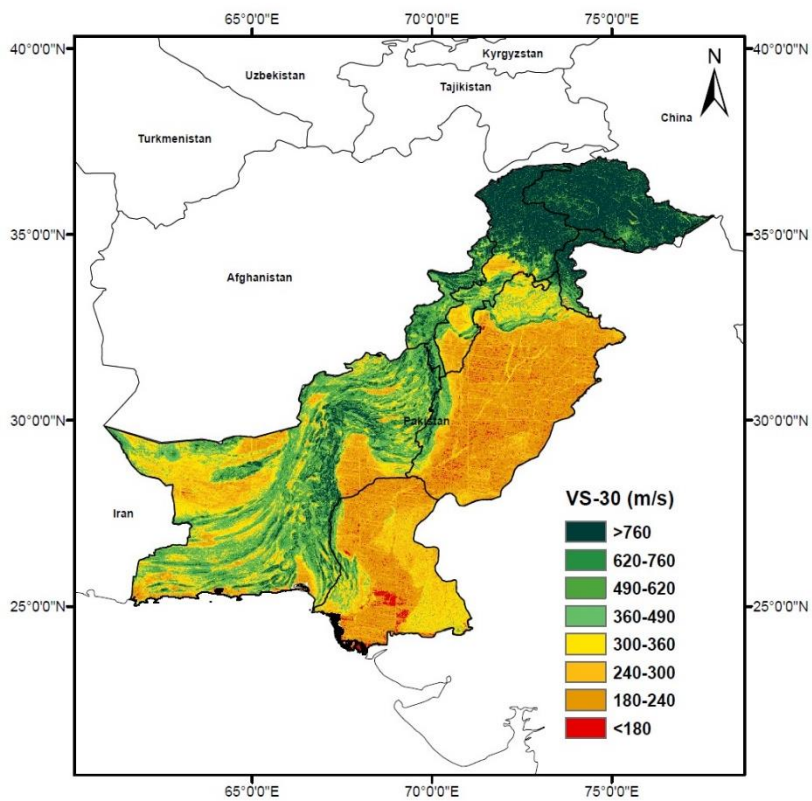 65°0'0"E 70°0'0"E 75°0'0"E
40°0'0"N 40°0'0"N
Kyrgyzstan
Uzbekistan
Tajikistan
N
China
Turkmenistan
35°0'0"N 35°0'0"N
Afghanistan
30°0'0"N 30°0'0"N
Pakistan
Iran
VS-30 (m/s)
>760
620-760
490-620
360-490
300-360
240-300
180-240
<180
25°0'0"N 25°0'0"N
65°0'0"E 70°0'0"E 75°0'0"E